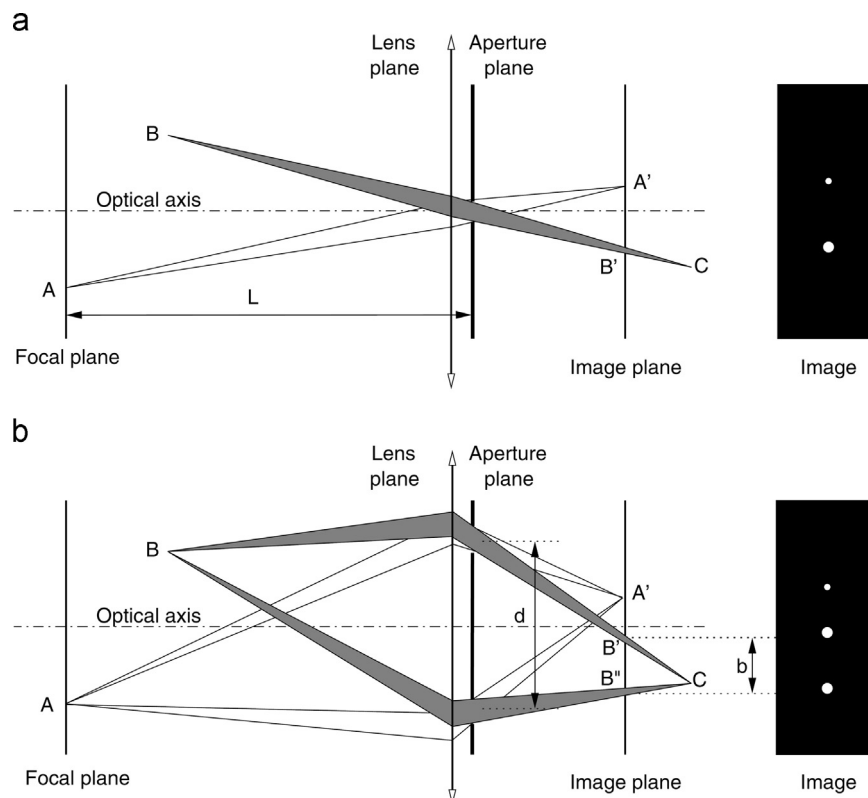 a
Lens plane
Aperture plane
B
Optical axis
A'
A
L
B'
C
Focal plane
Image plane
Image
b
Lens plane
Aperture plane
B
A'
Optical axis
d
B'
b
A
B"
C
Focal plane
Image plane
Image